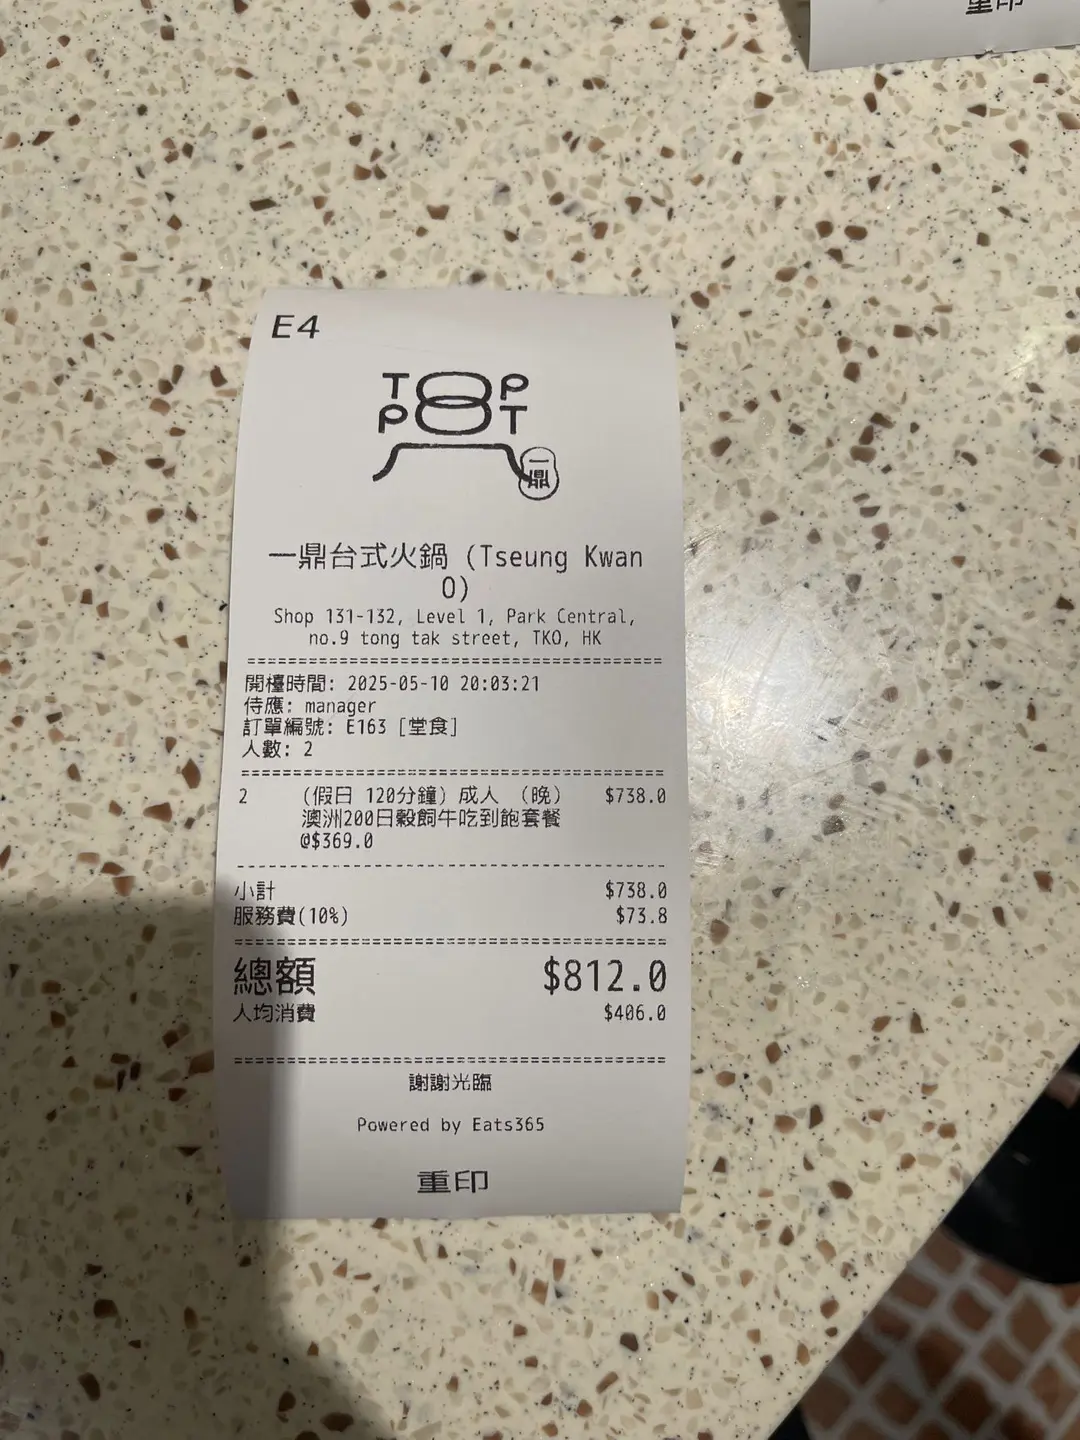 重印
E4
TOP
POT
一鼎
一鼎台式火鍋 (Tseung Kwan
O)
Shop 131-132, Level 1, Park Central,
no.9 tong tak street, TKO, HK
開檯時間: 2025-05-10 20:03:21
侍應: manager
訂單編號: E163 [堂食]
人數: 2
2 (假日 120分鐘) 成人 (晚) $738.0
澳洲200日穀飼牛吃到飽套餐
@$369.0
小計 $738.0
服務費(10%) $73.8
總額 $812.0
人均消費 $406.0
謝謝光臨
Powered by Eats365
重印